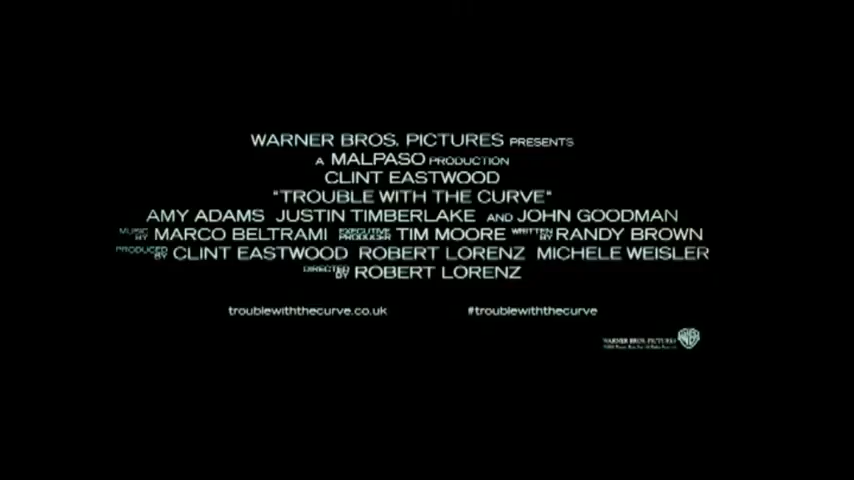 WARNER BROS. PICTURES PRESENTS
A MALPASO PRODUCTION
CLINT EASTWOOD
"TROUBLE WITH THE CURVE"
AMY ADAMS JUSTIN TIMBERLAKE AND JOHN GOODMAN
MUSIC BY MARCO BELTRAMI EXECUTIVE PRODUCER TIM MOORE WRITTEN BY RANDY BROWN
PRODUCED BY CLINT EASTWOOD ROBERT LORENZ MICHELE WEISLER
DIRECTED BY ROBERT LORENZ
troublewiththecurve.co.uk #troublewiththecurve
WARNER BROS. PICTURES